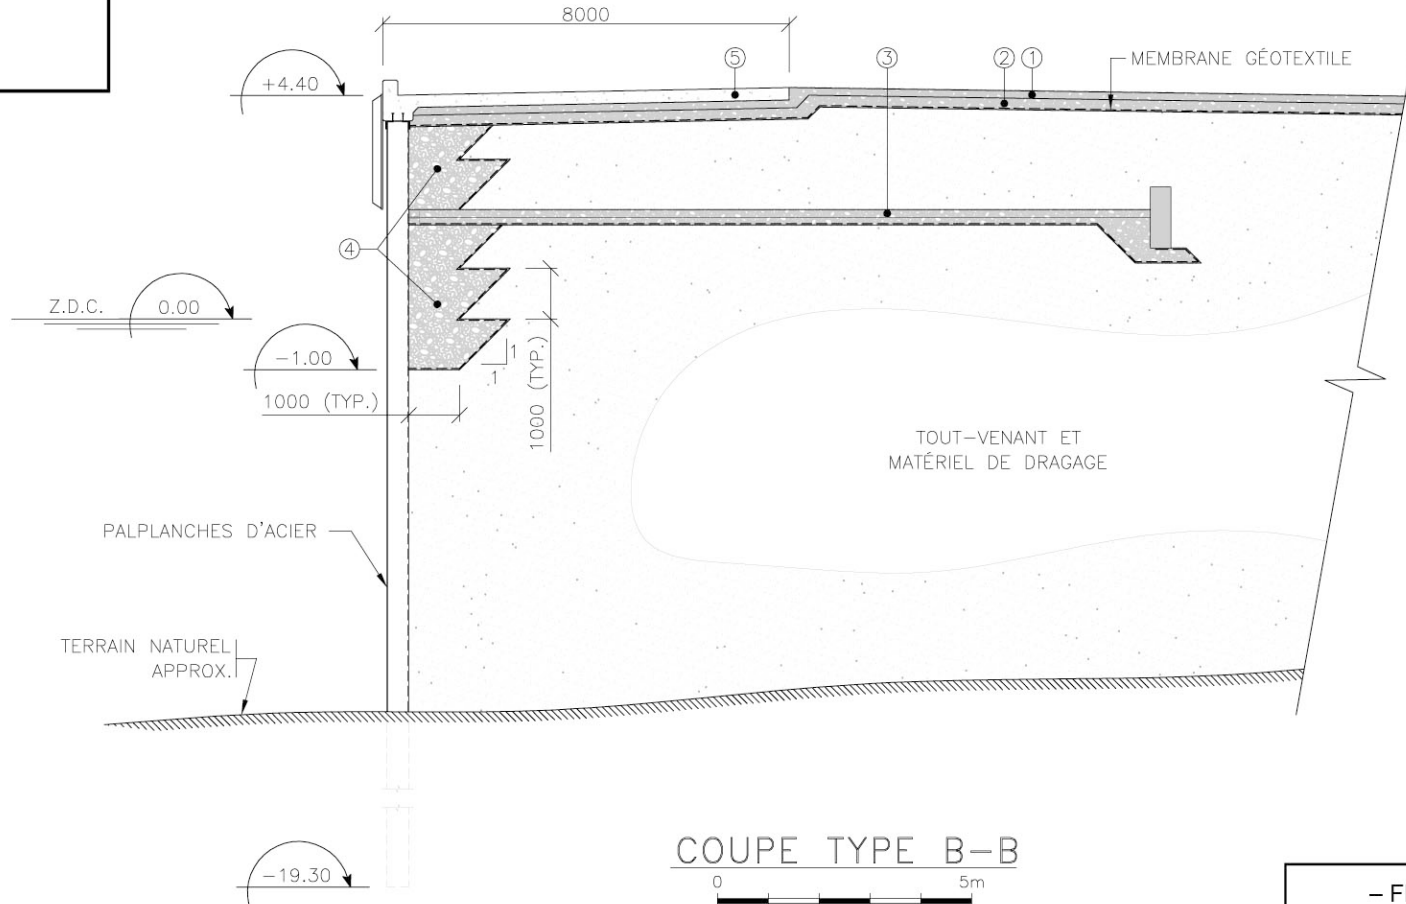 8000
+4.40
⑤
③
②
①
MEMBRANE GÉOTEXTILE
④
Z.D.C. 0.00
-1.00
1
1
1000 (TYP.)
1000 (TYP.)
TOUT-VENANT ET
MATÉRIEL DE DRAGAGE
PALPLANCHES D'ACIER
TERRAIN NATUREL
APPROX.
-19.30
COUPE TYPE B-B
0 5m